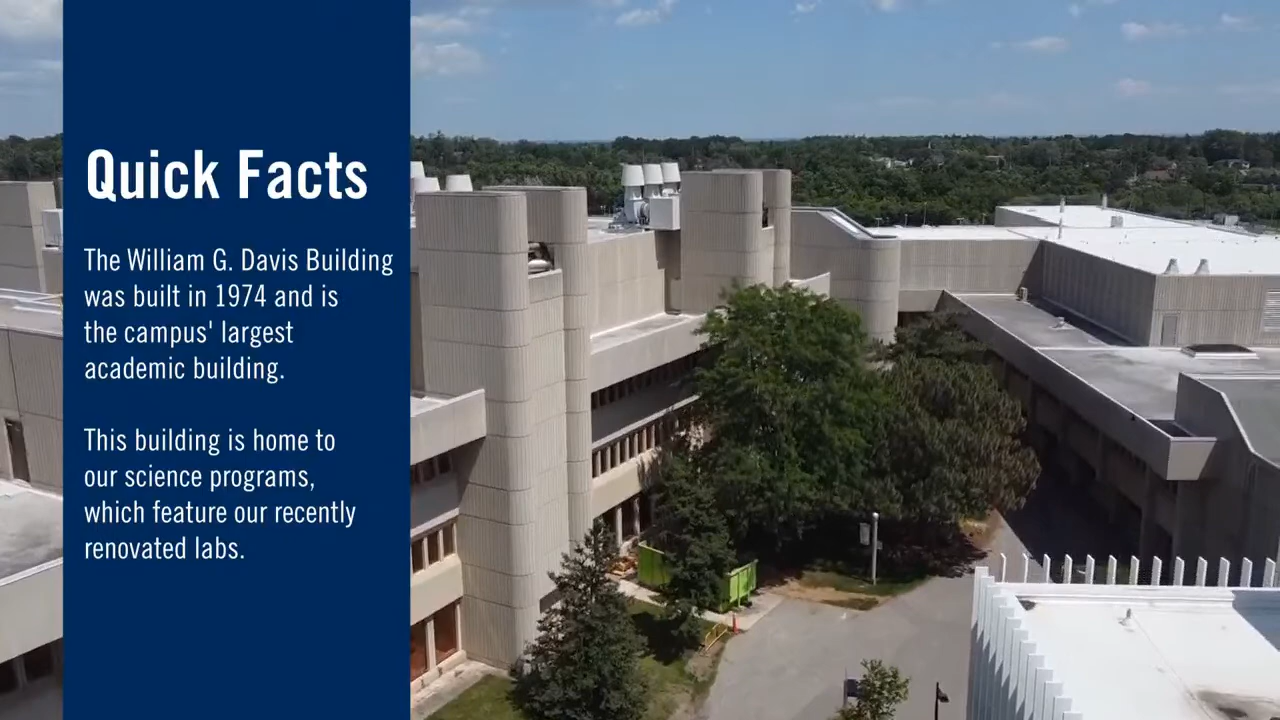 Quick Facts
The William G. Davis Building
was built in 1974 and is
the campus' largest
academic building.
This building is home to
our science programs,
which feature our recently
renovated labs.